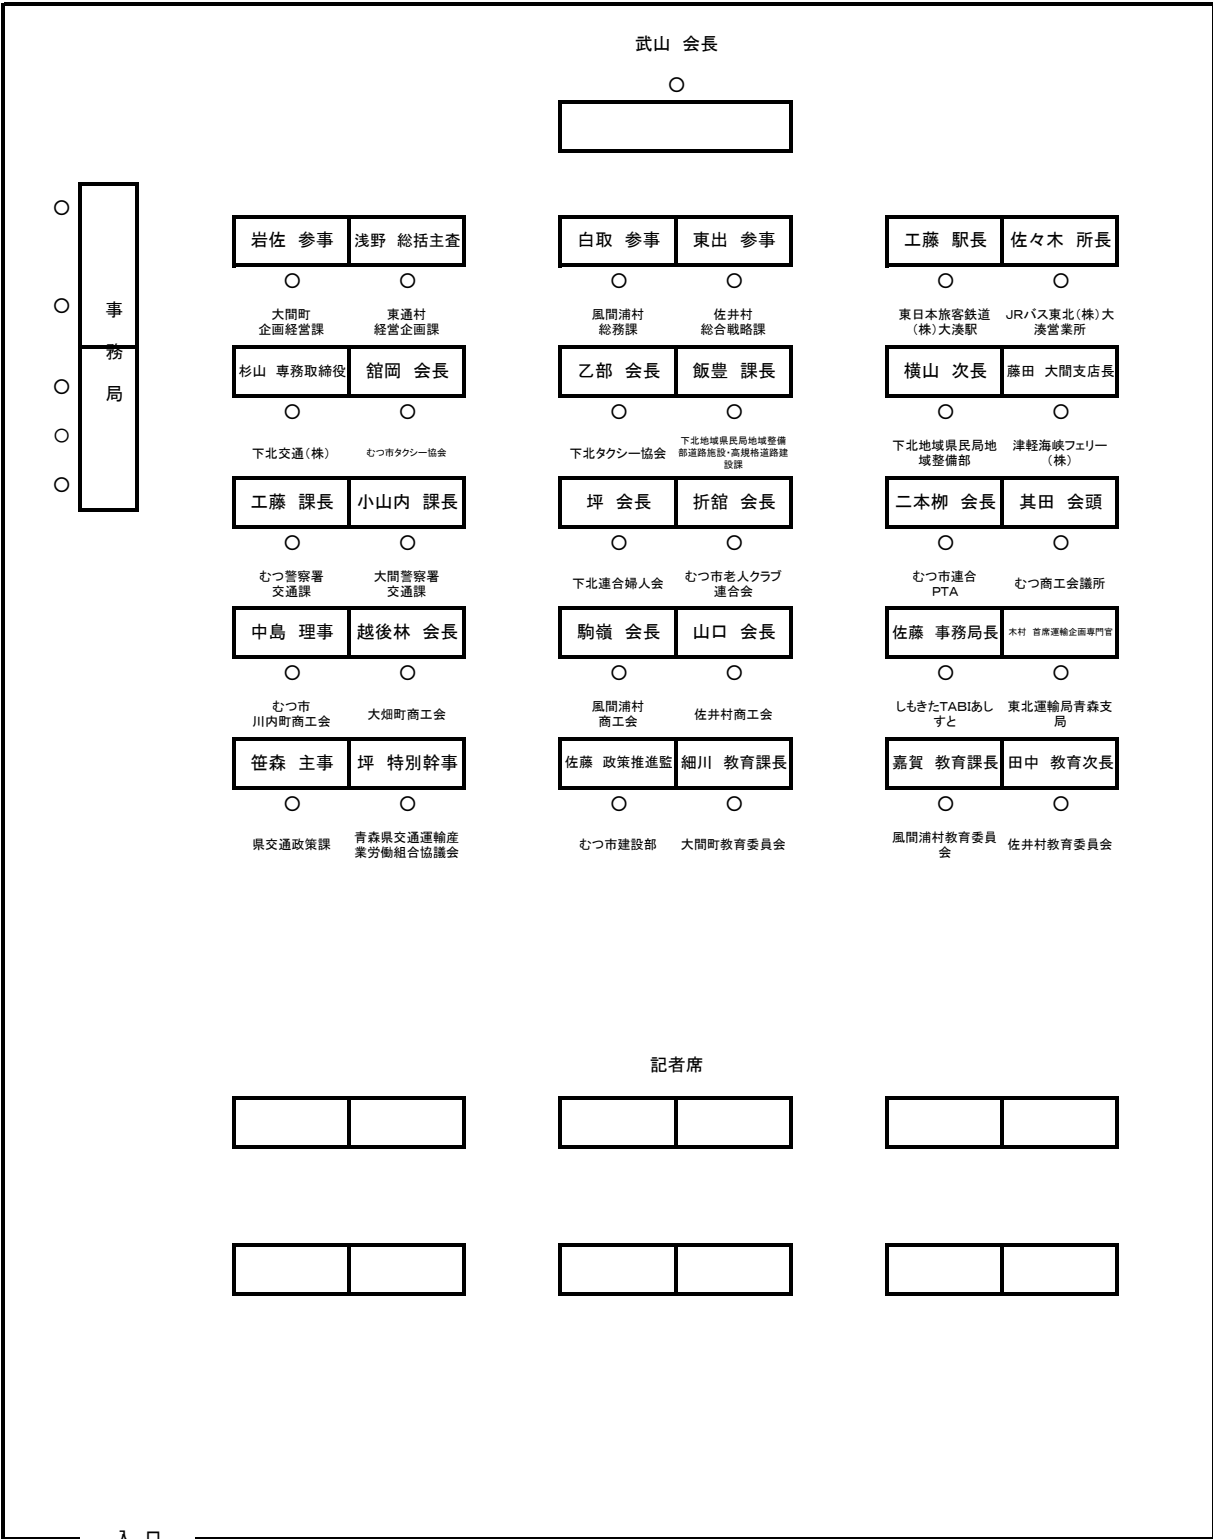 武山 会長
事
務
局
岩佐 参事 浅野 総括主査 白取 参事 東出 参事 工藤 駅長 佐々木 所長
大間町
企画経営課
東通村
経営企画課
風間浦村
総務課
佐井村
総合戦略課
東日本旅客鉄道
(株)大湊駅
JRバス東北(株)大
湊営業所
杉山 専務取締役 舘岡 会長 乙部 会長 飯豊 課長 横山 次長 藤田 大間支店長
下北交通(株)
むつ市タクシー協会
下北タクシー協会
下北地域県民局地域整備
部道路施設・高規格道路建
設課
下北地域県民局地
域整備部
津軽海峡フェリー
(株)
工藤 課長 小山内 課長 坪 会長 折舘 会長 二本栁 会長 其田 会頭
むつ警察署
交通課
大間警察署
交通課
下北連合婦人会
むつ市老人クラブ
連合会
むつ市連合
PTA
むつ商工会議所
中島 理事 越後林 会長 駒嶺 会長 山口 会長 佐藤 事務局長 木村 首席運輸企画専門官
むつ市
川内町商工会
大畑町商工会
風間浦村
商工会
佐井村商工会
しもきたTABIあし
すと
東北運輸局青森支
局
笹森 主事 坪 特別幹事 佐藤 政策推進監 細川 教育課長 嘉賀 教育課長 田中 教育次長
県交通政策課
青森県交通運輸産
業労働組合協議会
むつ市建設部
大間町教育委員会
風間浦村教育委員
会
佐井村教育委員会
記者席
入 口